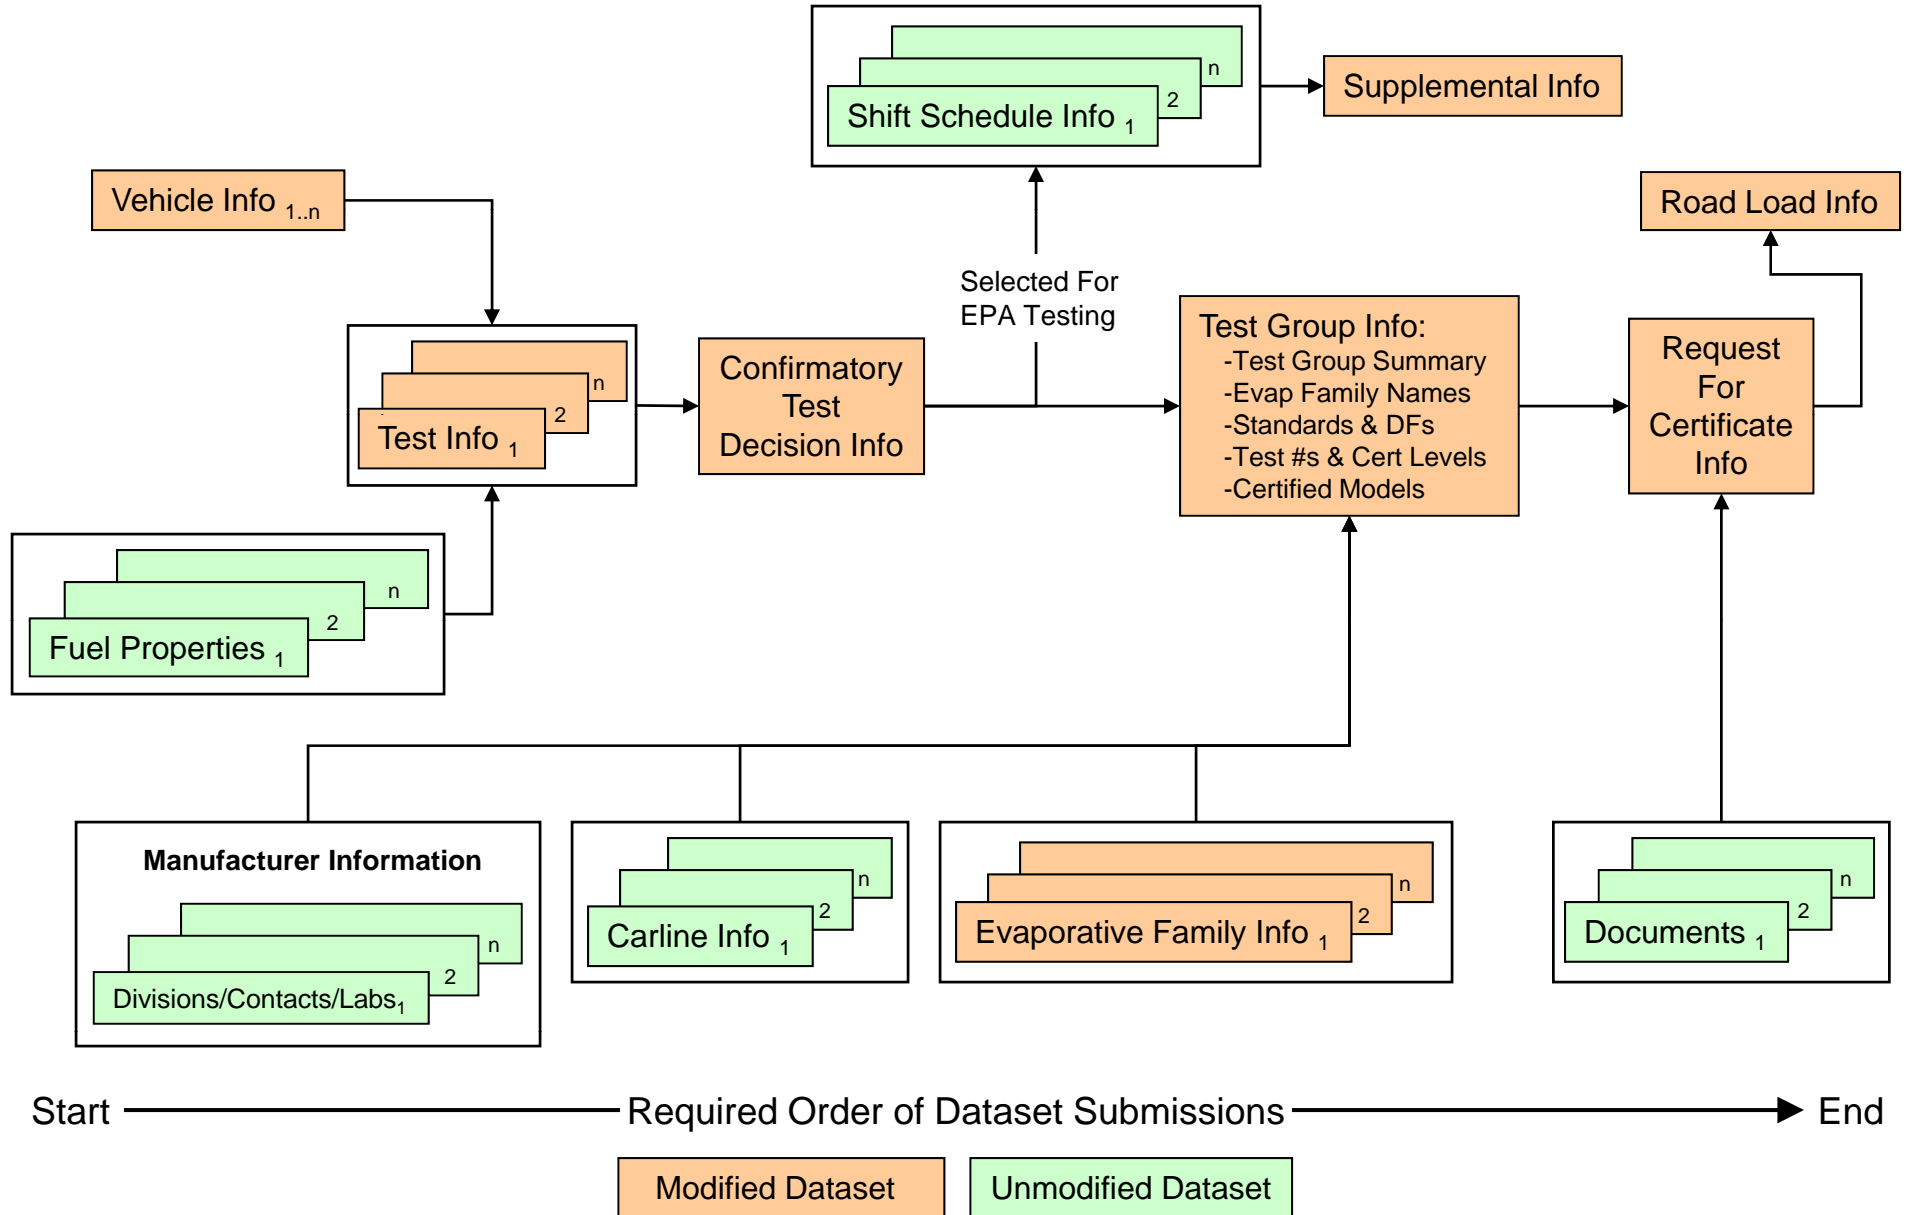 n
2
Shift Schedule Info 1
Supplemental Info
Vehicle Info 1..n
Road Load Info
Selected For
EPA Testing
n
2
Test Info 1
Confirmatory
Test
Decision Info
Test Group Info:
-Test Group Summary
-Evap Family Names
-Standards & DFs
-Test #s & Cert Levels
-Certified Models
Request
For
Certificate
Info
n
2
Fuel Properties 1
Manufacturer Information
n
2
Divisions/Contacts/Labs1
n
2
Carline Info 1
n
2
Evaporative Family Info 1
n
2
Documents 1
Start Required Order of Dataset Submissions End
Modified Dataset
Unmodified Dataset